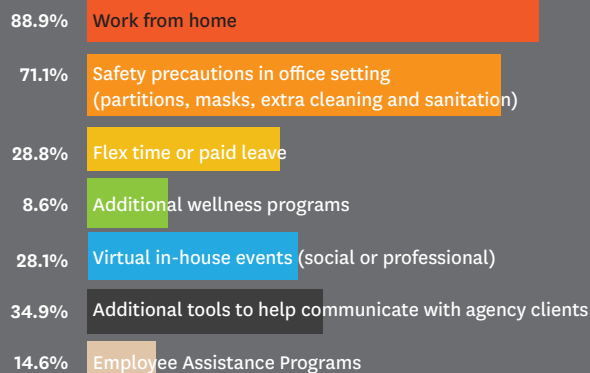 88.9% Work from home
71.1% Safety precautions in office setting
(partitions, masks, extra cleaning and sanitation)
28.8% Flex time or paid leave
8.6% Additional wellness programs
28.1% Virtual in-house events (social or professional)
34.9% Additional tools to help communicate with agency clients
14.6% Employee Assistance Programs